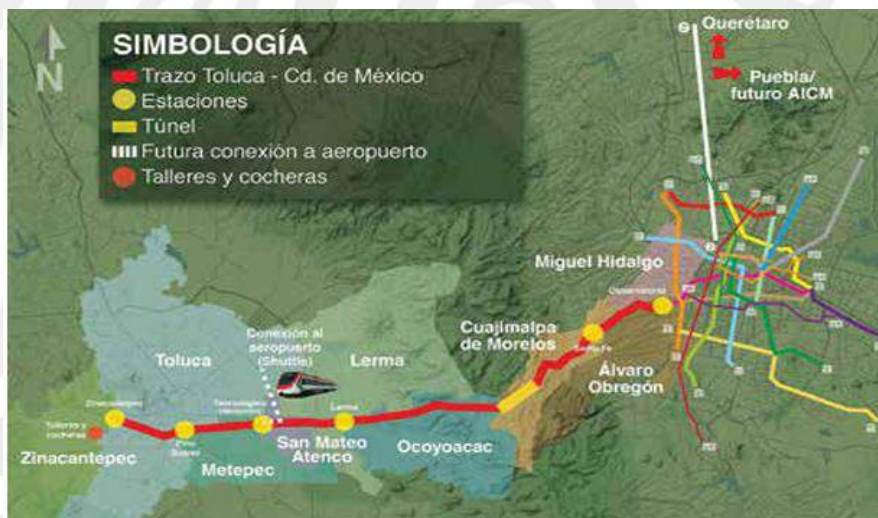 N
SIMBOLOGÍA
Trazo Toluca - Cd. de México
Estaciones
Túnel
Futura conexión a aeropuerto
Talleres y cocheras
Querétaro
Puebla/
futuro AICM
Miguel Hidalgo
Observatorio
Cuajimalpa
de Morelos
Santa Fe
Álvaro
Obregón
Toluca
Conexión al
aeropuerto
(Shuttle)
Lerma
Zinacantepec
Talleres y
cocheras
Pino
Suárez
Lerma
Zinacantepec
Metepec
San Mateo
Atenco
Ocoyoacac